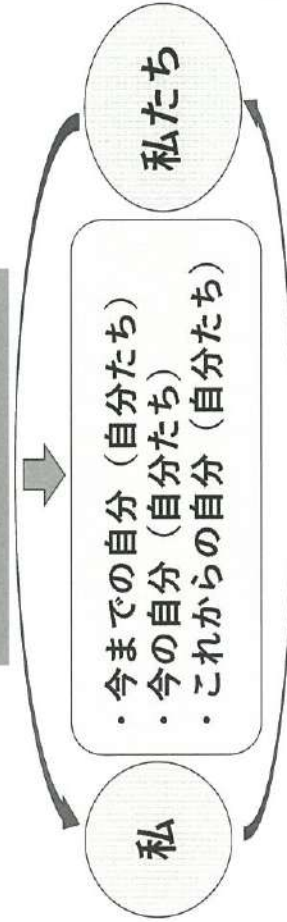 私
・今までの自分（自分たち）
・今の自分（自分たち）
・これからの自分（自分たち）
私たち